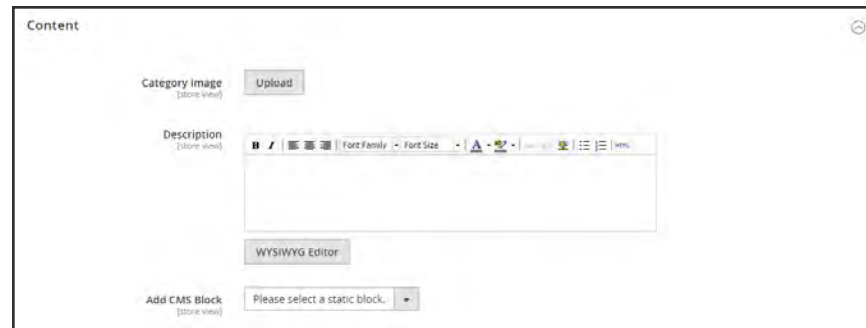 Content
Category Image
[store view]
Upload
Description
[store view]
B I Font Family Font Size A HTML
WYSIWYG Editor
Add CMS Block
[store view]
Please select a static block.